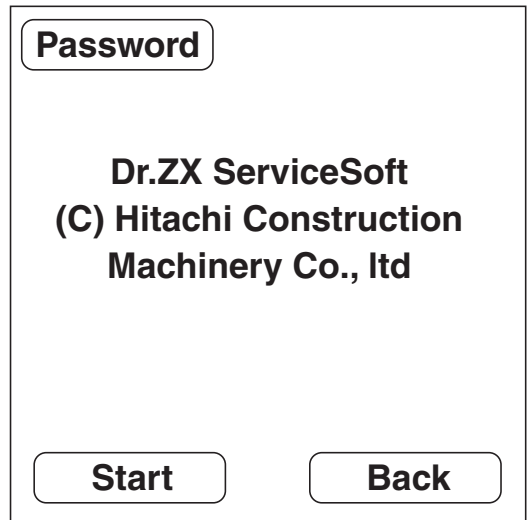 Password
Dr.ZX ServiceSoft
(C) Hitachi Construction
Machinery Co., ltd
Start
Back